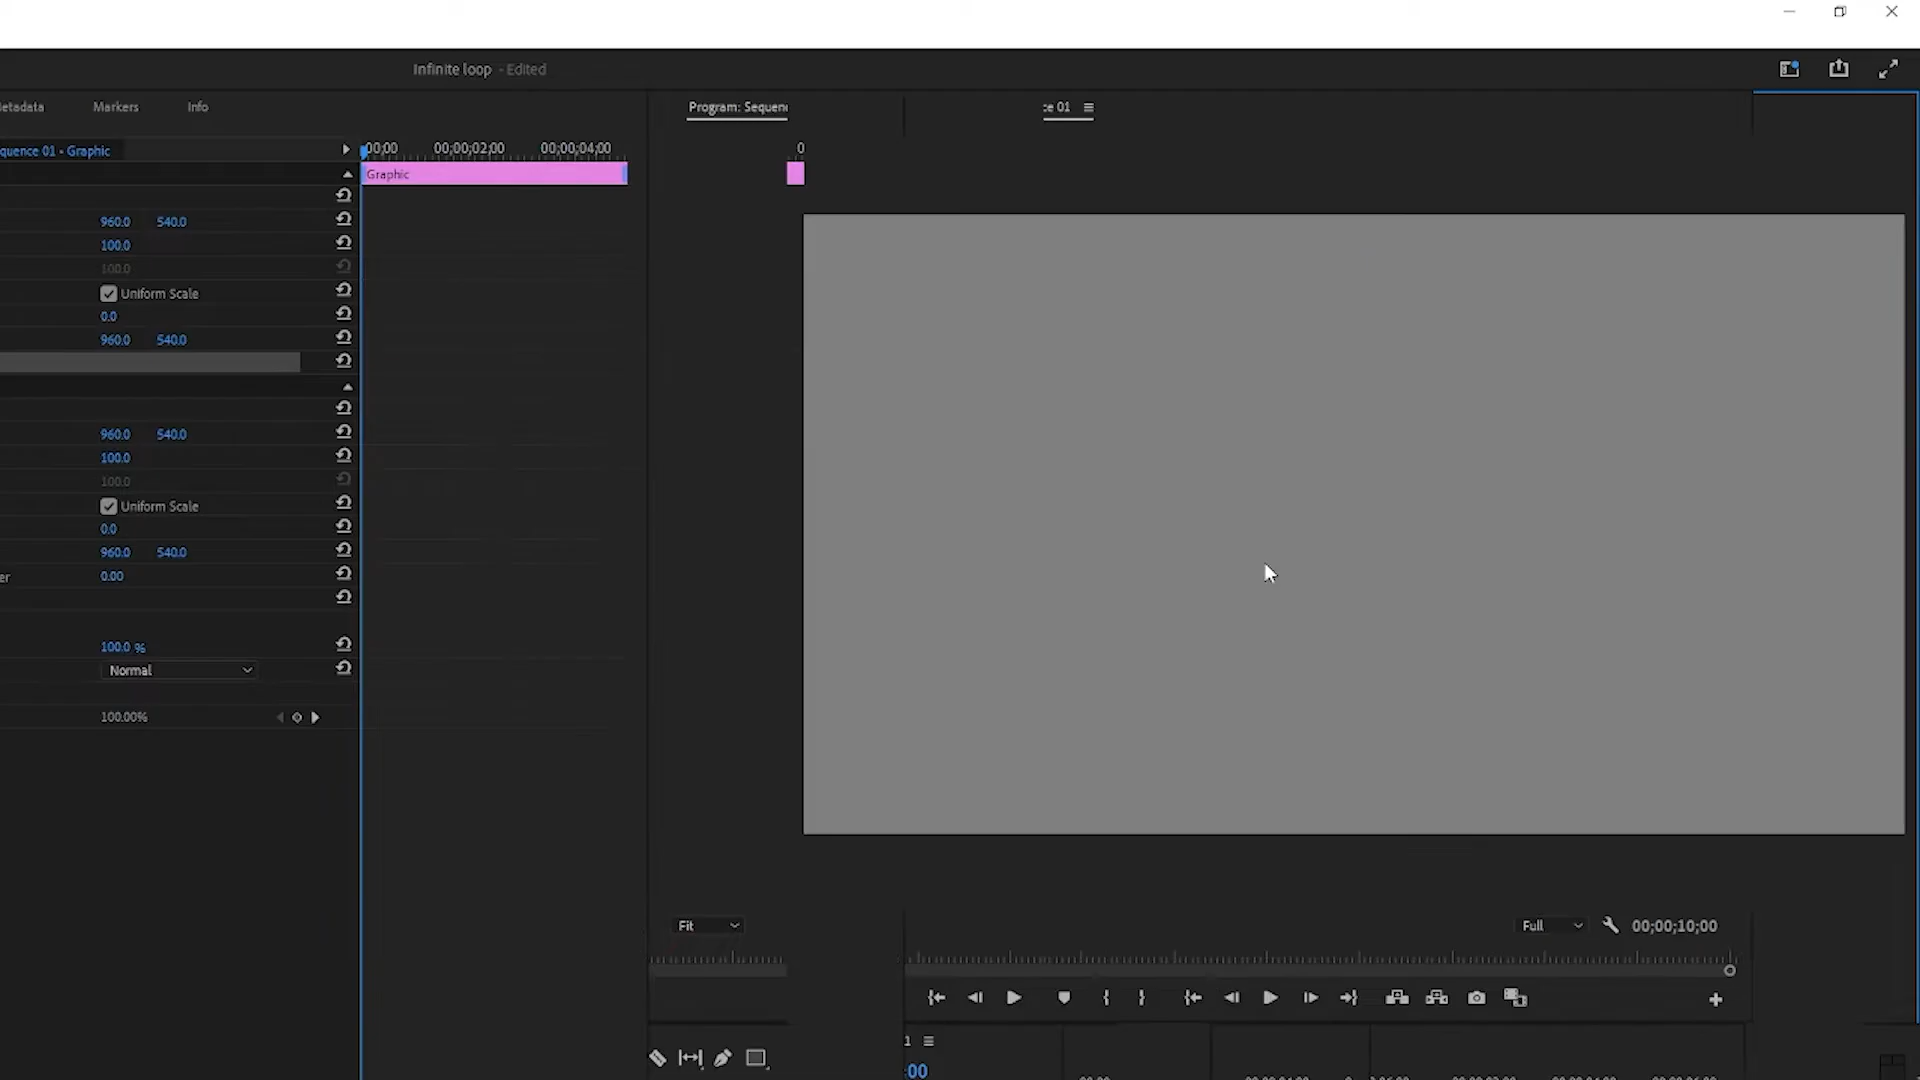 Infinite loop - Edited
etadata Markers Info
Program: Sequen
ce 01
quence 01 - Graphic
00;00 00;00;02;00 00;00;04;00
0
Graphic
960.0 540.0
100.0
100.0
Uniform Scale
0.0
960.0 540.0
960.0 540.0
100.0
100.0
Uniform Scale
0.0
960.0 540.0
er 0.00
100.0 %
Normal
100.00%
Fit
Full 00;00;10;00
1
:00